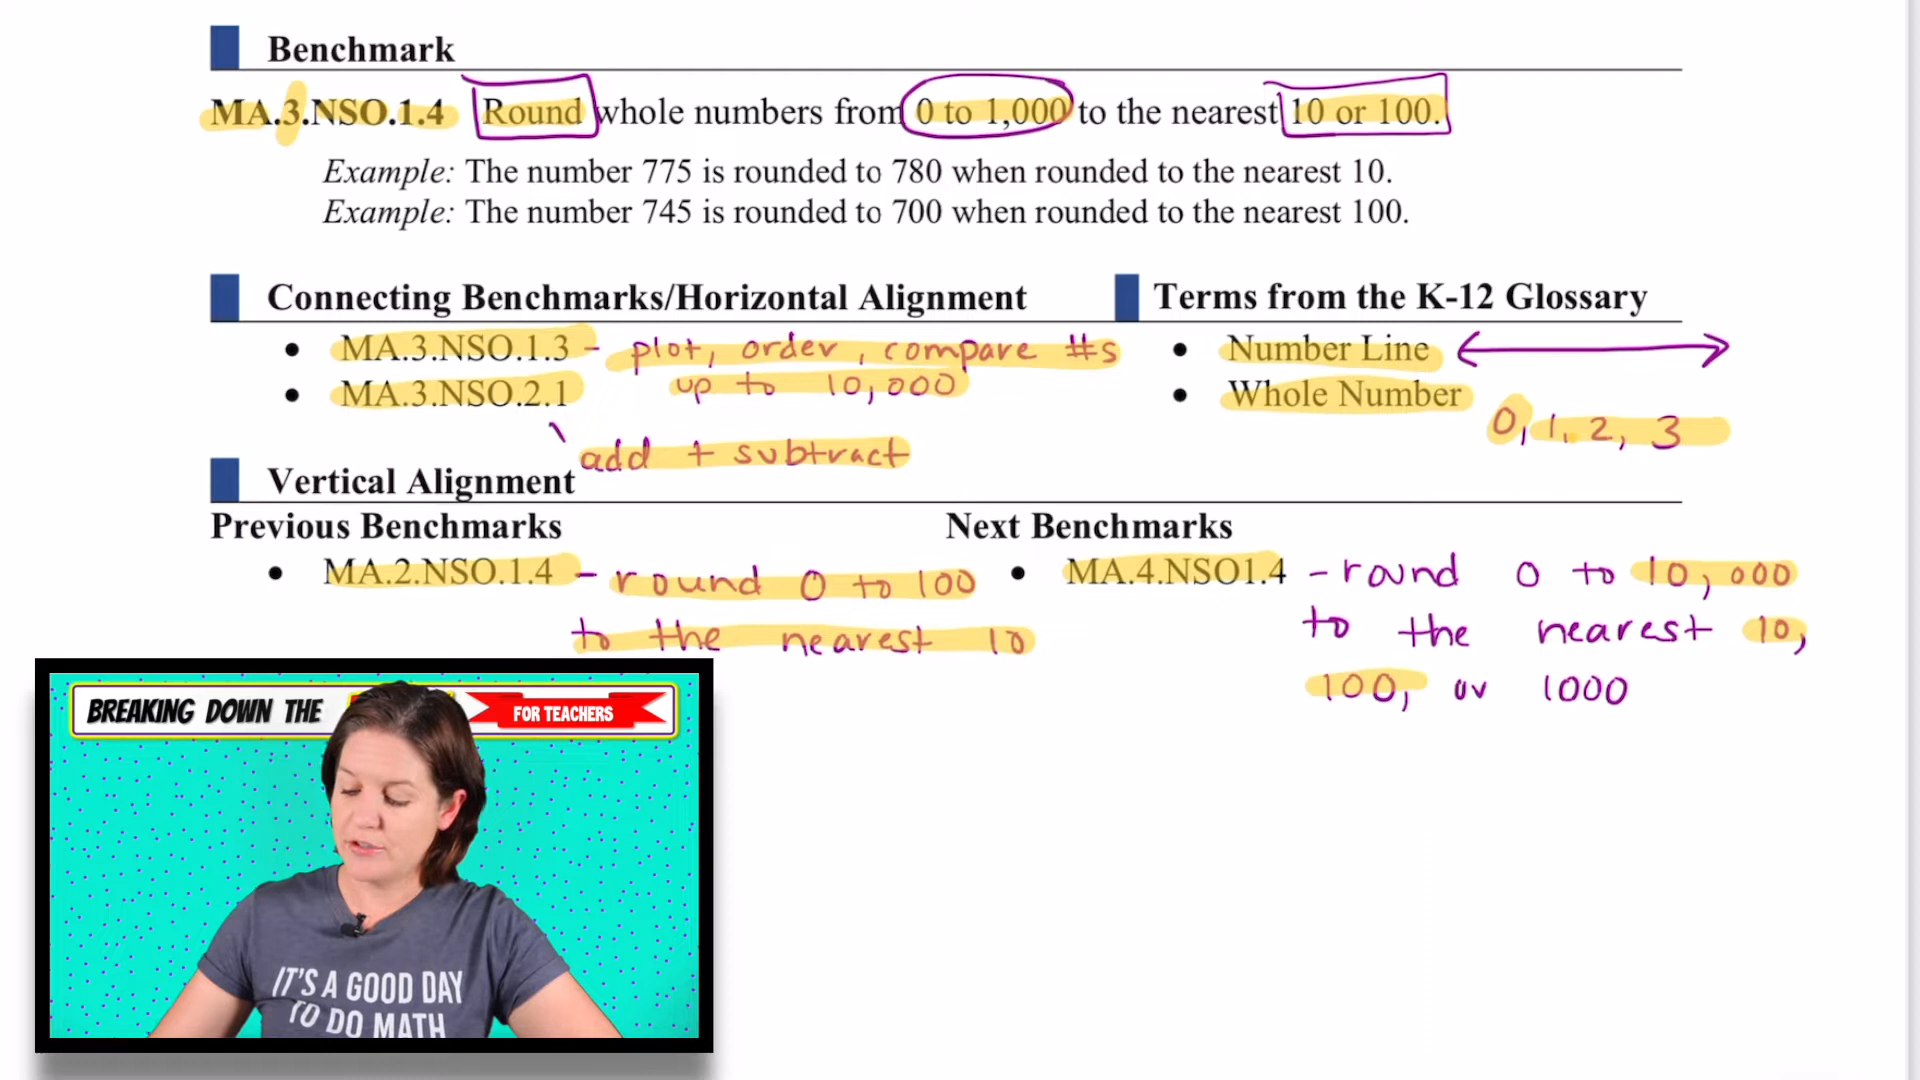 Benchmark
MA.3.NSO.1.4 Round whole numbers from 0 to 1,000 to the nearest 10 or 100.
Example: The number 775 is rounded to 780 when rounded to the nearest 10.
Example: The number 745 is rounded to 700 when rounded to the nearest 100.
Connecting Benchmarks/Horizontal Alignment
• MA.3.NSO.1.3 - plot, order, compare #s
up to 10,000
• MA.3.NSO.2.1
add + subtract
Terms from the K-12 Glossary
• Number Line
• Whole Number
0, 1, 2, 3
Vertical Alignment
Previous Benchmarks
• MA.2.NSO.1.4 - round 0 to 100
to the nearest 10
Next Benchmarks
• MA.4.NSO1.4 - round 0 to 10,000
to the nearest 10,
100, or 1000
BREAKING DOWN THE
FOR TEACHERS
IT'S A GOOD DAY
TO DO MATH